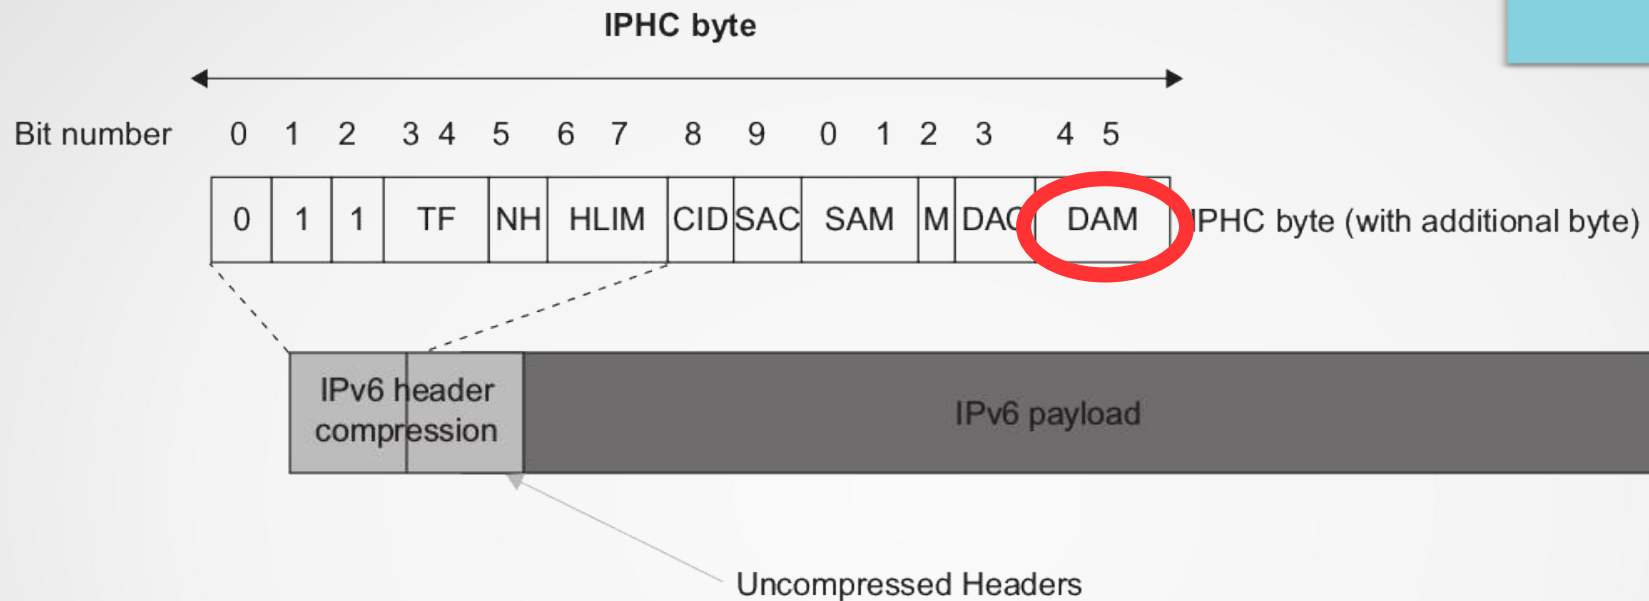 IPHC byte
Bit number 0 1 2 3 4 5 6 7 8 9 0 1 2 3 4 5
0 1 1 TF NH HLIM CID SAC SAM M DAC DAM IPHC byte (with additional byte)
IPv6 header
compression
IPv6 payload
Uncompressed Headers